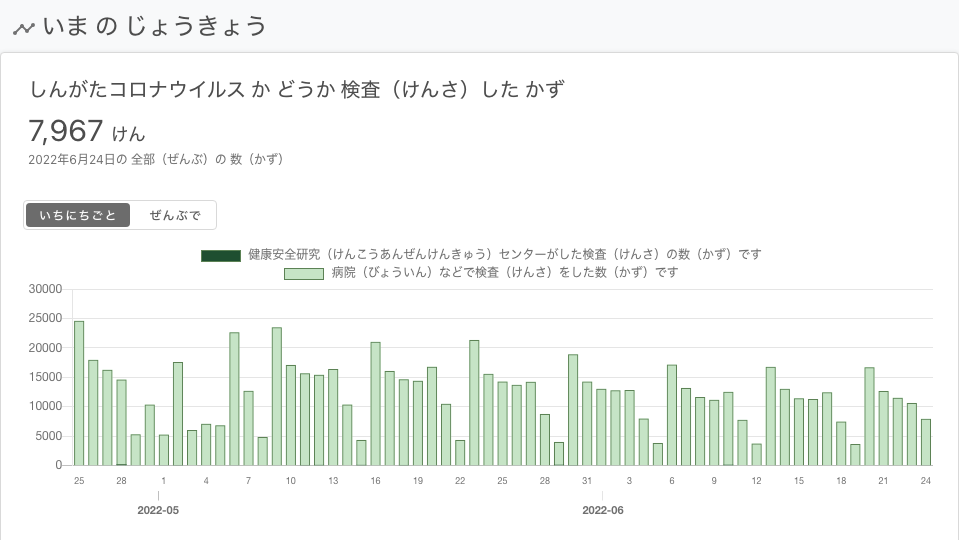 いま の じょうきょう
しんがたコロナウイルス か どうか 検査（けんさ）した かず
7,967 けん
2022年6月24日の 全部（ぜんぶ）の 数（かず）
いちにちごと ぜんぶで
健康安全研究（けんこうあんぜんけんきゅう）センターがした検査（けんさ）の数（かず）です
病院（びょういん）などで検査（けんさ）をした数（かず）です
30000
25000
20000
15000
10000
5000
0
25 28 1 4 7 10 13 16 19 22 25 28 31 3 6 9 12 15 18 21 24
2022-05 2022-06